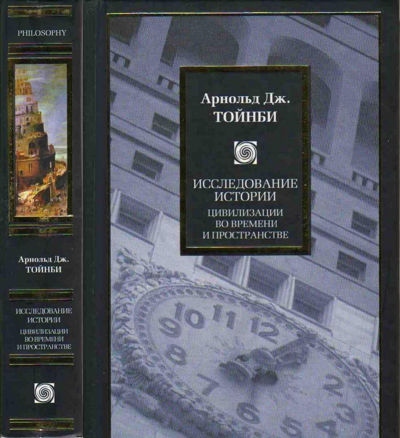 PHILOSOPHY
Арнольд Дж.
ТОЙНБИ
ИССЛЕДОВАНИЕ
ИСТОРИИ
ЦИВИЛИЗАЦИИ
ВО ВРЕМЕНИ
И ПРОСТРАНСТВЕ
Арнольд Дж.
ТОЙНБИ
ИССЛЕДОВАНИЕ
ИСТОРИИ
ЦИВИЛИЗАЦИИ
ВО ВРЕМЕНИ
И ПРОСТРАНСТВЕ